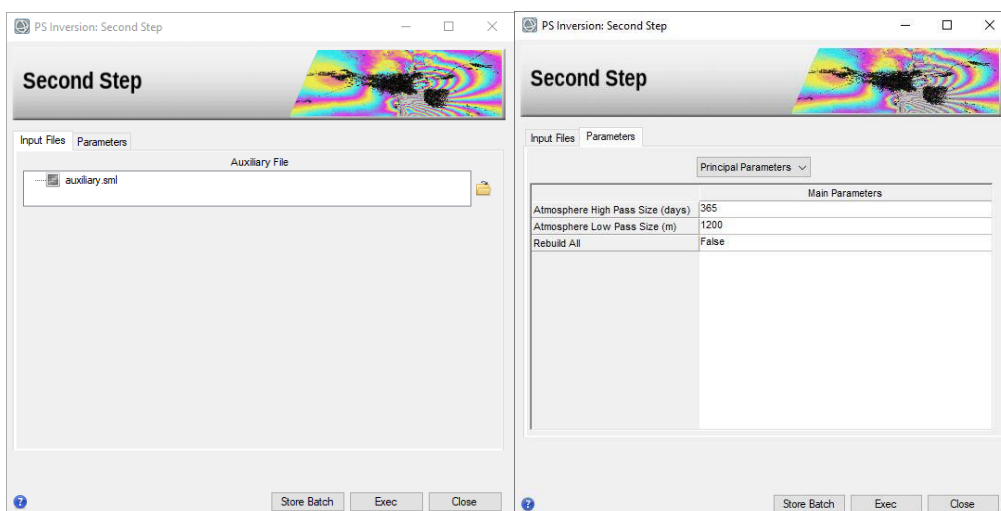 PS Inversion: Second Step
Second Step
Input Files Parameters
Auxiliary File
auxiliary.sml
Store Batch Exec Close
PS Inversion: Second Step
Second Step
Input Files Parameters
Principal Parameters
Main Parameters
Atmosphere High Pass Size (days) 365
Atmosphere Low Pass Size (m) 1200
Rebuild All False
Store Batch Exec Close